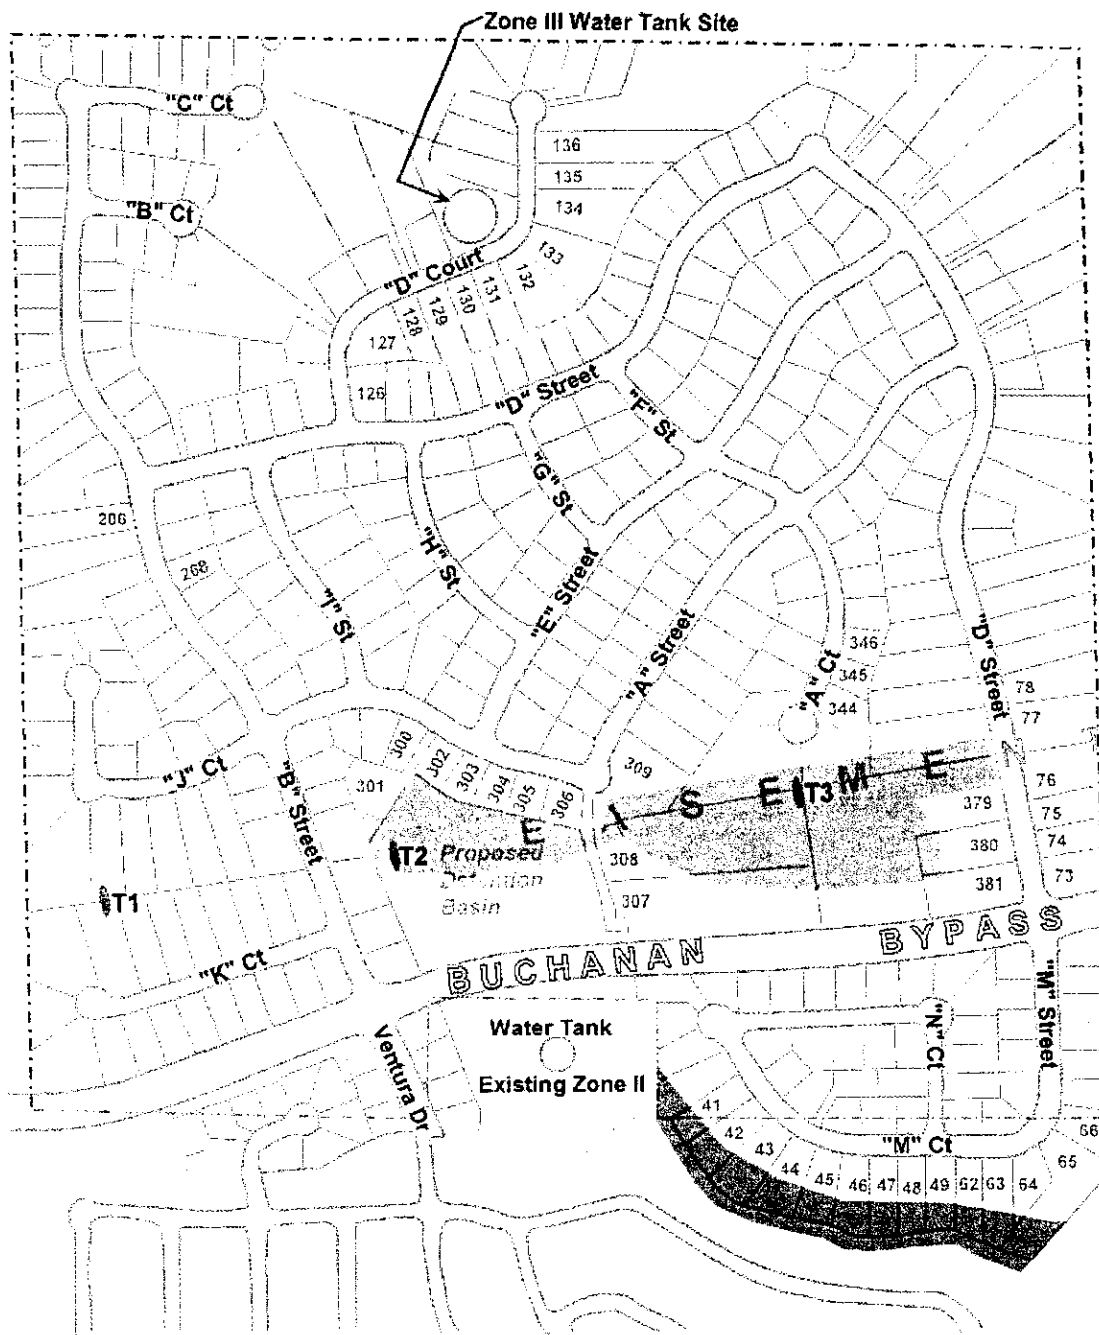 Zone III Water Tank Site
"C" Ct
136
135
134
"B" Ct
133
"D" Court
132
131
130
129
128
127
126
"D" Street
"F" St
"G" St
206
268
"H" St
"I" St
"E" Street
"A" Street
"D" Street
346
345
"A" Ct
344
78
77
300
302
303
304
305
306
301
309
"J" Ct
"B" Street
E I S E M E
T3
76
379
75
380
74
381
73
T2
Proposed
Detention
Basin
308
307
T1
"K" Ct
BUCHANAN BYPASS
"M" Street
"N" Ct
Water Tank
Existing Zone II
Ventura Dr
41
42
43
44
45
46
47
48
49
62
63
64
65
66
"M" Ct